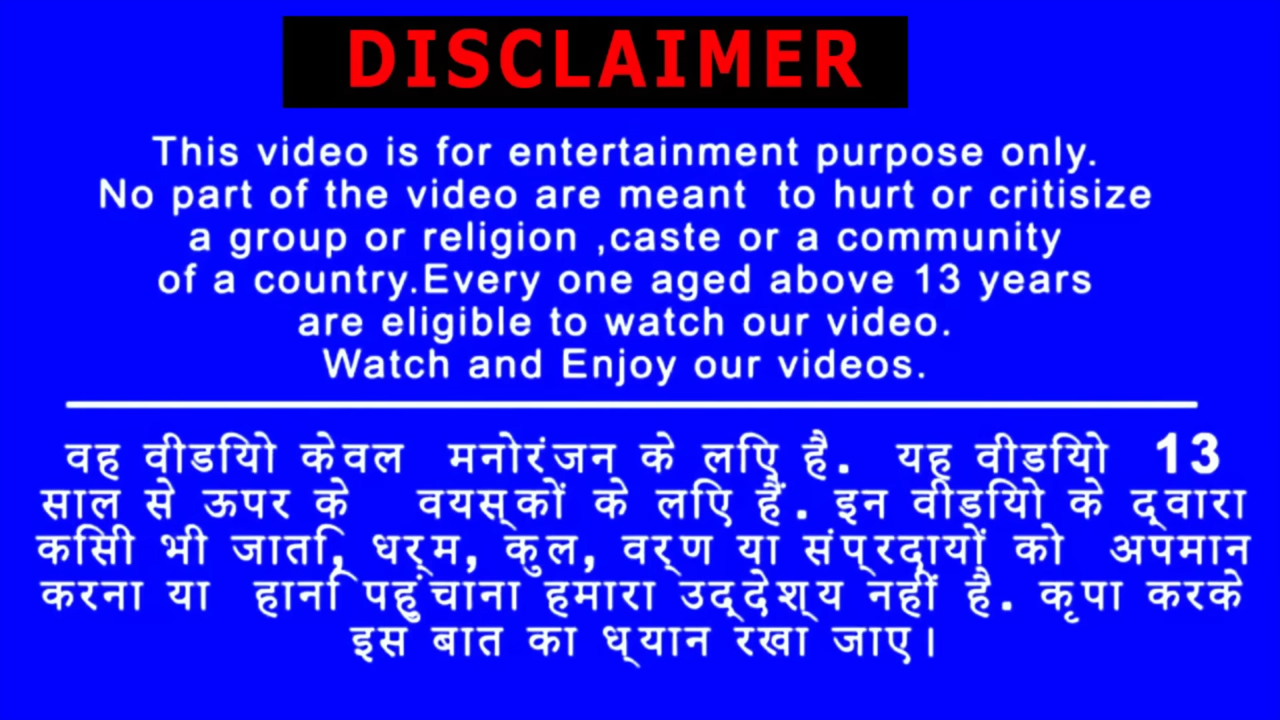 DISCLAIMER
This video is for entertainment purpose only.
No part of the video are meant to hurt or critisize
a group or religion ,caste or a community
of a country.Every one aged above 13 years
are eligible to watch our video.
Watch and Enjoy our videos.
वह वीडियो केवल मनोरंजन के लिए है. यह वीडियो 13
साल से ऊपर के वयस्कों के लिए हैं. इन वीडियो के द्वारा
किसी भी जाति, धर्म, कुल, वर्ण या संप्रदायों को अपमान
करना या हानि पहुंचाना हमारा उद्देश्य नहीं है. कृपा करके
इस बात का ध्यान रखा जाए।